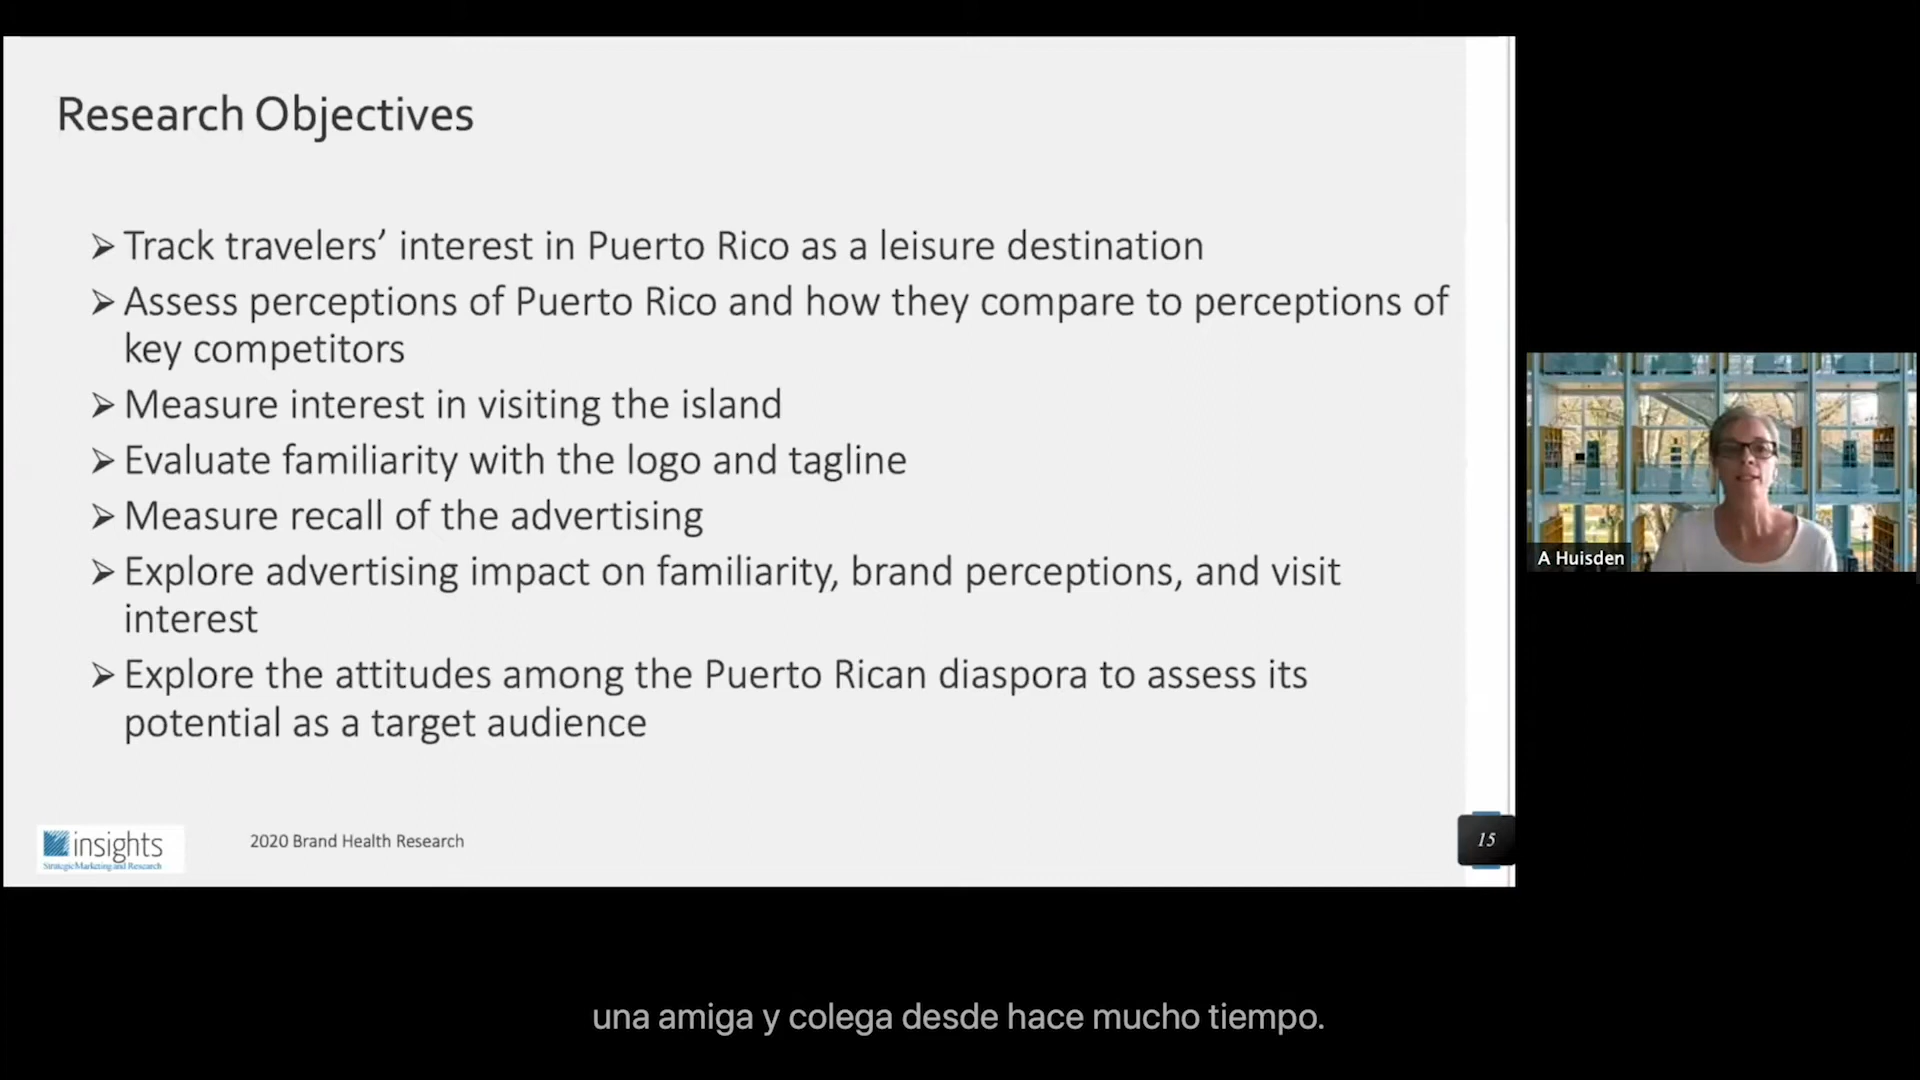 Research Objectives
➢ Track travelers’ interest in Puerto Rico as a leisure destination
➢ Assess perceptions of Puerto Rico and how they compare to perceptions of
key competitors
➢ Measure interest in visiting the island
➢ Evaluate familiarity with the logo and tagline
➢ Measure recall of the advertising
➢ Explore advertising impact on familiarity, brand perceptions, and visit
interest
➢ Explore the attitudes among the Puerto Rican diaspora to assess its
potential as a target audience
insights
Strategic Marketing and Research
2020 Brand Health Research
15
A Huisden
una amiga y colega desde hace mucho tiempo.